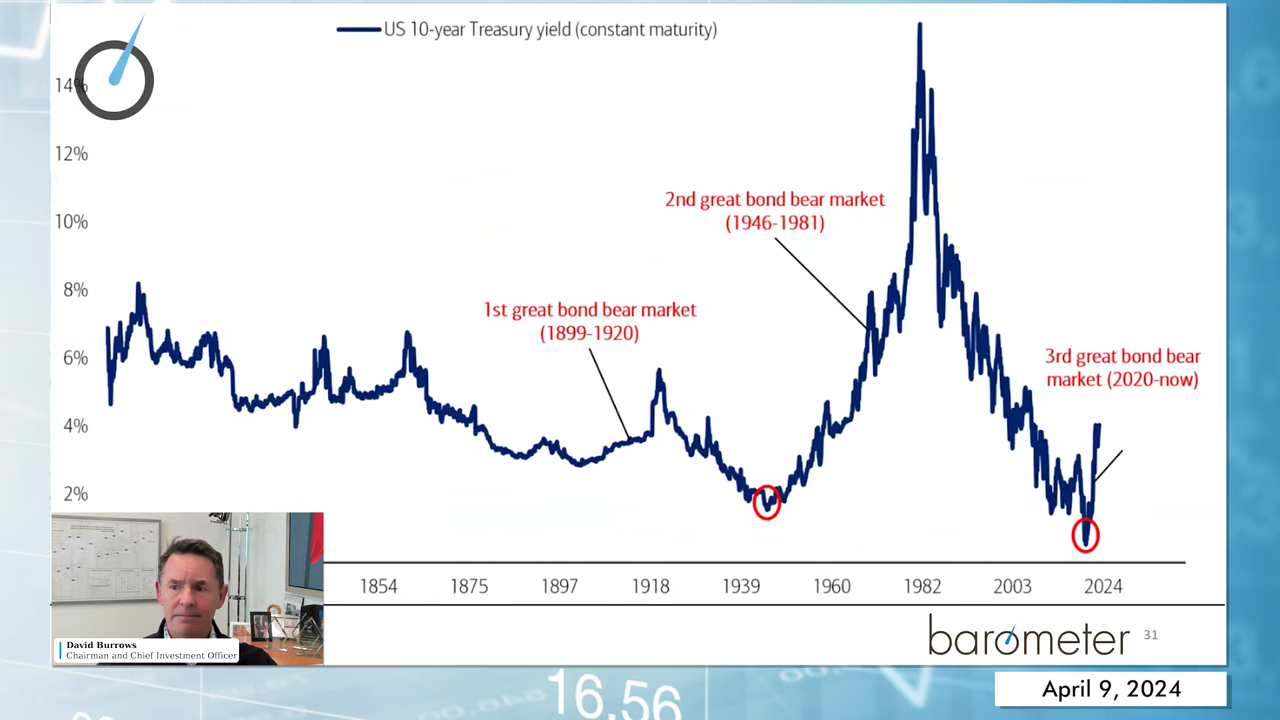 US 10-year Treasury yield (constant maturity)
14%
12%
10%
8%
6%
4%
2%
2nd great bond bear market
(1946-1981)
1st great bond bear market
(1899-1920)
3rd great bond bear
market (2020-now)
1854 1875 1897 1918 1939 1960 1982 2003 2024
David Burrows
Chairman and Chief Investment Officer
barometer
31
April 9, 2024
16,56